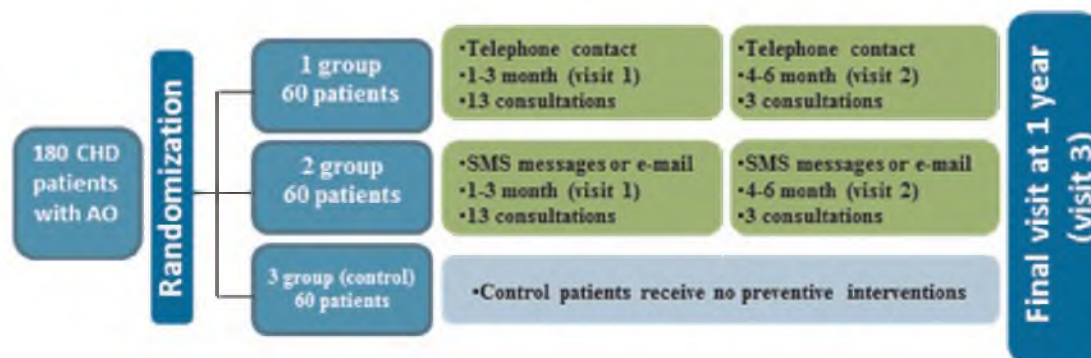 180 CHD
patients
with AO
Randomization
1 group
60 patients
•Telephone contact
•1-3 month (visit 1)
•13 consultations
•Telephone contact
•4-6 month (visit 2)
•3 consultations
2 group
60 patients
•SMS messages or e-mail
•1-3 month (visit 1)
•13 consultations
•SMS messages or e-mail
•4-6 month (visit 2)
•3 consultations
3 group (control)
60 patients
•Control patients receive no preventive interventions
Final visit at 1 year
(visit 3)